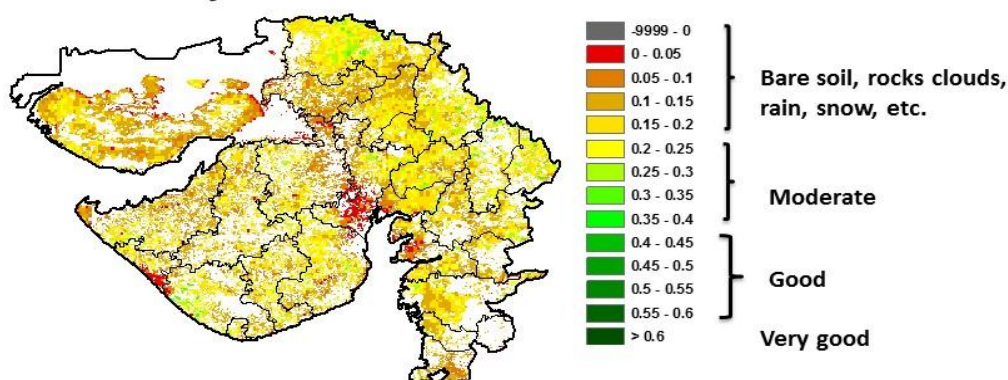 -9999 - 0
0 - 0.05
0.05 - 0.1
0.1 - 0.15
0.15 - 0.2
0.2 - 0.25
0.25 - 0.3
0.3 - 0.35
0.35 - 0.4
0.4 - 0.45
0.45 - 0.5
0.5 - 0.55
0.55 - 0.6
> 0.6
Bare soil, rocks clouds,
rain, snow, etc.
Moderate
Good
Very good